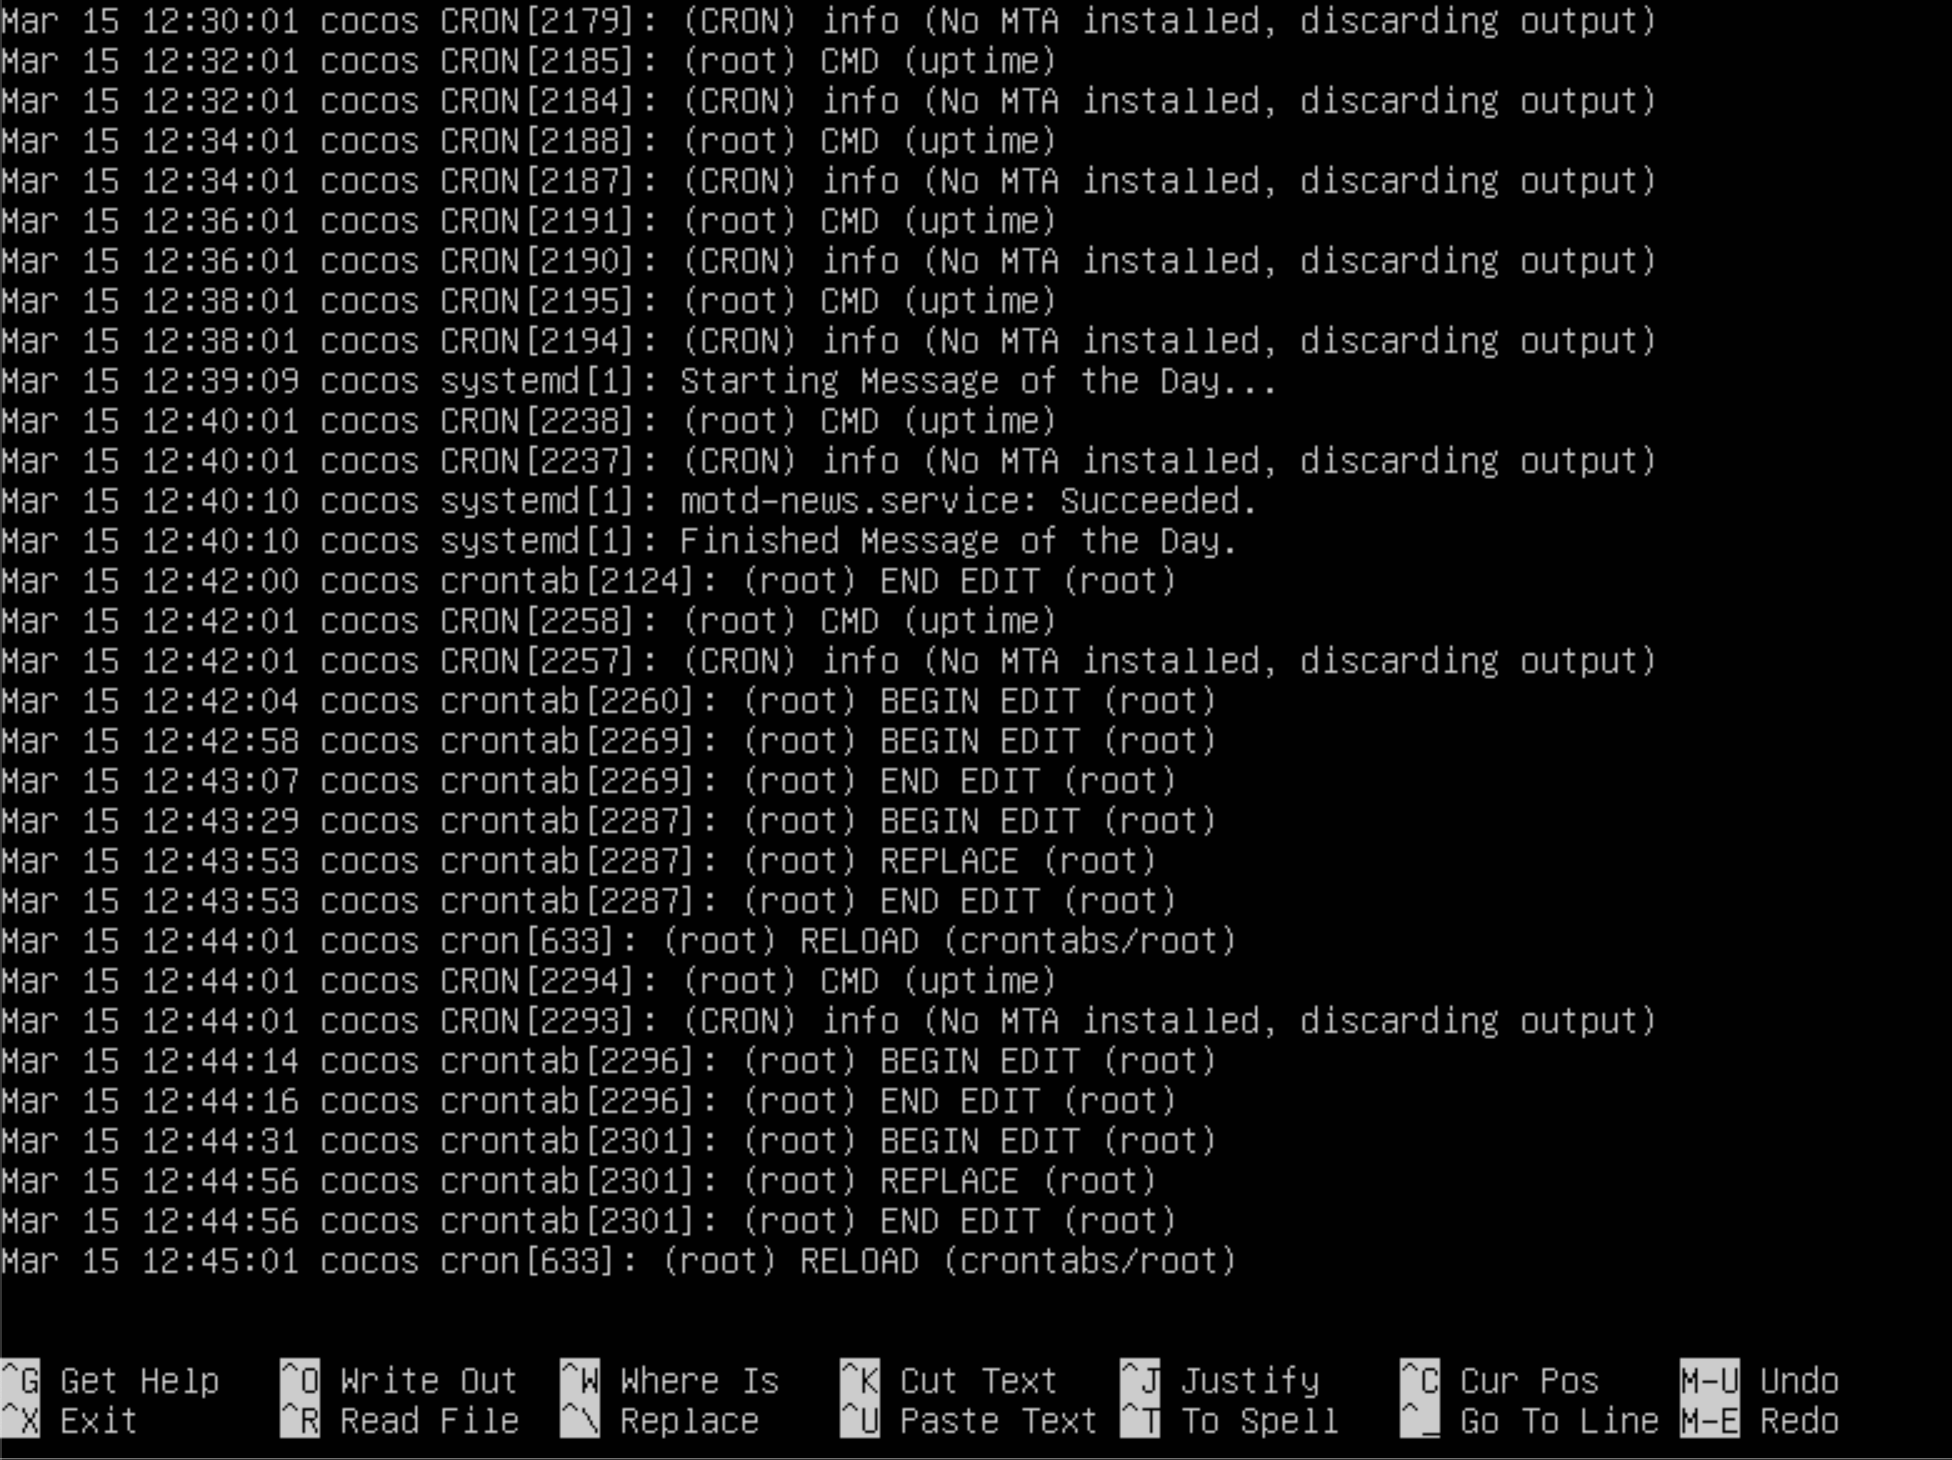 Mar 15 12:30:01 cocos CRON[2179]: (CRON) info (No MTA installed, discarding output)
Mar 15 12:32:01 cocos CRON[2185]: (root) CMD (uptime)
Mar 15 12:32:01 cocos CRON[2184]: (CRON) info (No MTA installed, discarding output)
Mar 15 12:34:01 cocos CRON[2188]: (root) CMD (uptime)
Mar 15 12:34:01 cocos CRON[2187]: (CRON) info (No MTA installed, discarding output)
Mar 15 12:36:01 cocos CRON[2191]: (root) CMD (uptime)
Mar 15 12:36:01 cocos CRON[2190]: (CRON) info (No MTA installed, discarding output)
Mar 15 12:38:01 cocos CRON[2195]: (root) CMD (uptime)
Mar 15 12:38:01 cocos CRON[2194]: (CRON) info (No MTA installed, discarding output)
Mar 15 12:39:09 cocos systemd[1]: Starting Message of the Day...
Mar 15 12:40:01 cocos CRON[2238]: (root) CMD (uptime)
Mar 15 12:40:01 cocos CRON[2237]: (CRON) info (No MTA installed, discarding output)
Mar 15 12:40:10 cocos systemd[1]: motd-news.service: Succeeded.
Mar 15 12:40:10 cocos systemd[1]: Finished Message of the Day.
Mar 15 12:42:00 cocos crontab[2124]: (root) END EDIT (root)
Mar 15 12:42:01 cocos CRON[2258]: (root) CMD (uptime)
Mar 15 12:42:01 cocos CRON[2257]: (CRON) info (No MTA installed, discarding output)
Mar 15 12:42:04 cocos crontab[2260]: (root) BEGIN EDIT (root)
Mar 15 12:42:58 cocos crontab[2269]: (root) BEGIN EDIT (root)
Mar 15 12:43:07 cocos crontab[2269]: (root) END EDIT (root)
Mar 15 12:43:29 cocos crontab[2287]: (root) BEGIN EDIT (root)
Mar 15 12:43:53 cocos crontab[2287]: (root) REPLACE (root)
Mar 15 12:43:53 cocos crontab[2287]: (root) END EDIT (root)
Mar 15 12:44:01 cocos cron[633]: (root) RELOAD (crontabs/root)
Mar 15 12:44:01 cocos CRON[2294]: (root) CMD (uptime)
Mar 15 12:44:01 cocos CRON[2293]: (CRON) info (No MTA installed, discarding output)
Mar 15 12:44:14 cocos crontab[2296]: (root) BEGIN EDIT (root)
Mar 15 12:44:16 cocos crontab[2296]: (root) END EDIT (root)
Mar 15 12:44:31 cocos crontab[2301]: (root) BEGIN EDIT (root)
Mar 15 12:44:56 cocos crontab[2301]: (root) REPLACE (root)
Mar 15 12:44:56 cocos crontab[2301]: (root) END EDIT (root)
Mar 15 12:45:01 cocos cron[633]: (root) RELOAD (crontabs/root)
^G Get Help ^O Write Out ^W Where Is ^K Cut Text ^J Justify ^C Cur Pos M-U Undo
^X Exit ^R Read File ^\ Replace ^U Paste Text ^T To Spell ^_ Go To Line M-E Redo